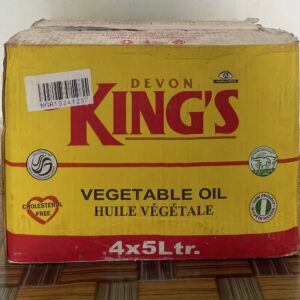 NGR10241207
DEVON
KING'S
VEGETABLE OIL
HUILE VÉGÉTALE
CHOLESTEROL
FREE
4x5Ltr.